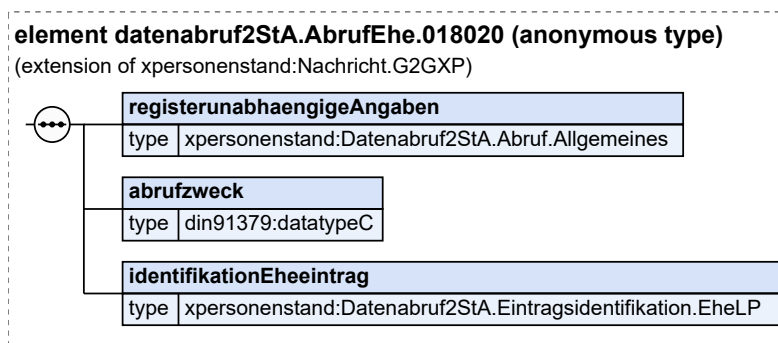 element datenabruf2StA.AbrufEhe.018020 (anonymous type)
(extension of xpersonenstand:Nachricht.G2GXP)
registerunabhaengigeAngaben
type xpersonenstand:Datenabruf2StA.Abruf.Allgemeines
abrufzweck
type din91379:datatypeC
identifikationEheeintrag
type xpersonenstand:Datenabruf2StA.Eintragsidentifikation.EheLP